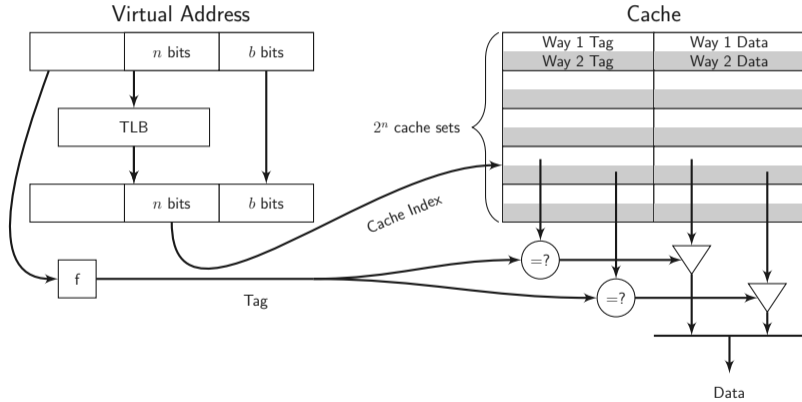 Virtual Address
Cache
n bits
b bits
Way 1 Tag
Way 1 Data
Way 2 Tag
Way 2 Data
TLB
2^n cache sets
n bits
b bits
Cache Index
=?
f
=?
Tag
Data